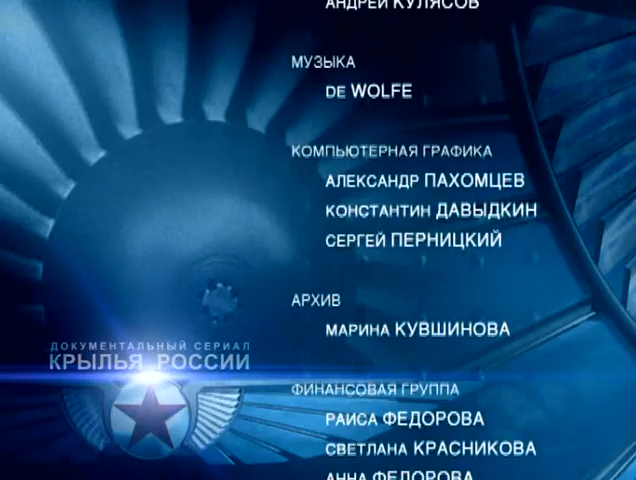 АНДРЕЙ КУЛЯСОВ
МУЗЫКА
DE WOLFE
КОМПЬЮТЕРНАЯ ГРАФИКА
АЛЕКСАНДР ПАХОМЦЕВ
КОНСТАНТИН ДАВЫДКИН
СЕРГЕЙ ПЕРНИЦКИЙ
АРХИВ
МАРИНА КУВШИНОВА
ДОКУМЕНТАЛЬНЫЙ СЕРИАЛ
КРЫЛЬЯ РОССИИ
ФИНАНСОВАЯ ГРУППА
РАИСА ФЕДОРОВА
СВЕТЛАНА КРАСНИКОВА
АННА ФЕДОРОВА